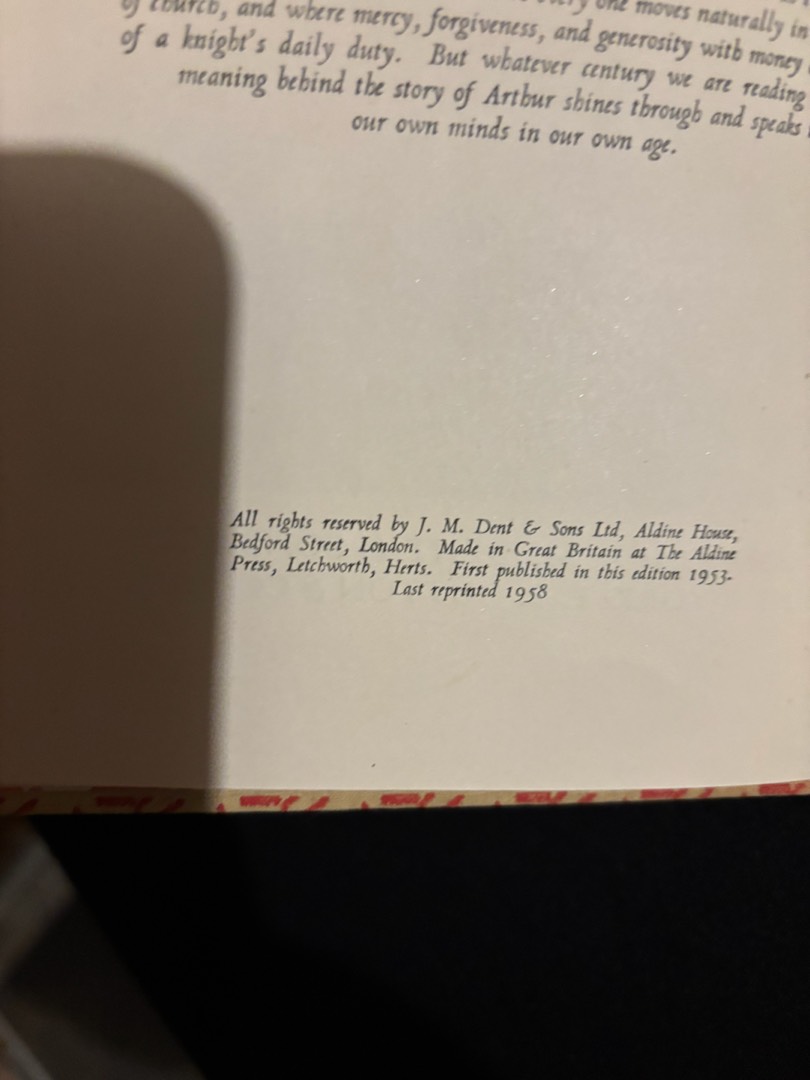 of church, and where mercy, forgiveness, and generosity with money
of a knight's daily duty. But whatever century we are reading
meaning behind the story of Arthur shines through and speaks
our own minds in our own age.
All rights reserved by J. M. Dent & Sons Ltd, Aldine House,
Bedford Street, London. Made in Great Britain at The Aldine
Press, Letchworth, Herts. First published in this edition 1953.
Last reprinted 1958